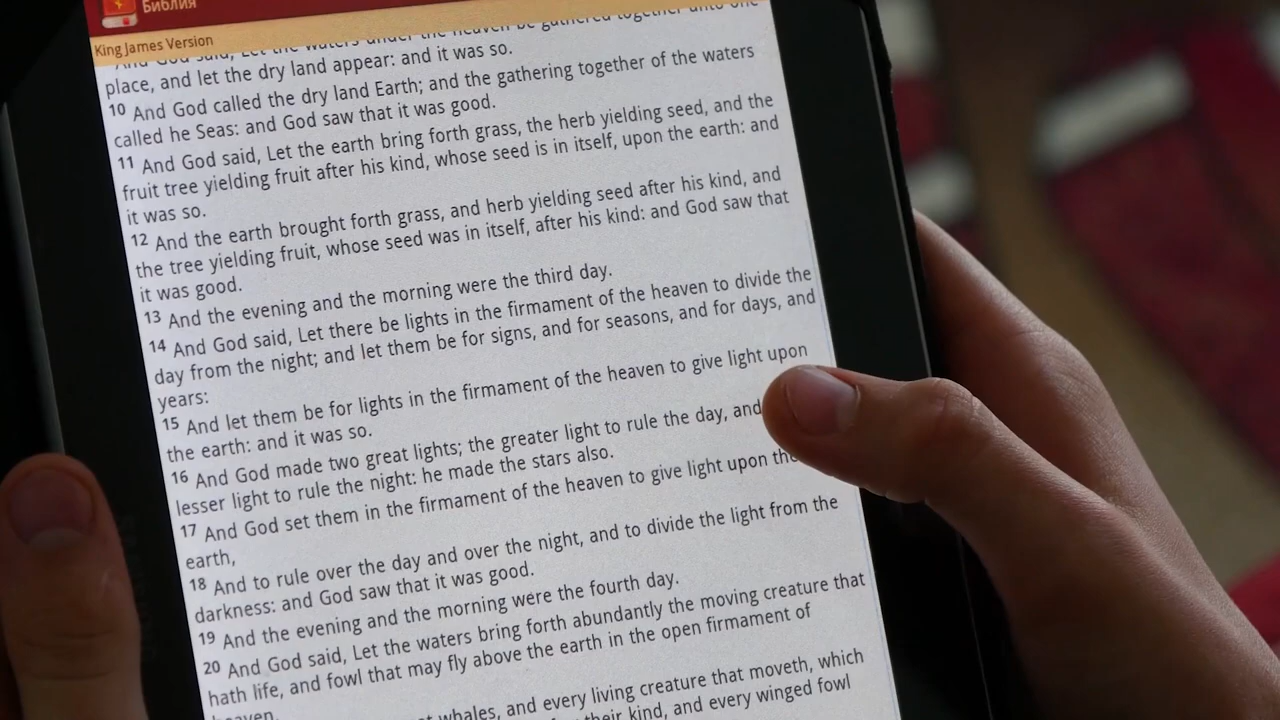 Библия
King James Version
And God said, Let the waters under the heaven be gathered together unto one
place, and let the dry land appear: and it was so.
10 And God called the dry land Earth; and the gathering together of the waters
called he Seas: and God saw that it was good.
11 And God said, Let the earth bring forth grass, the herb yielding seed, and the
fruit tree yielding fruit after his kind, whose seed is in itself, upon the earth: and
it was so.
12 And the earth brought forth grass, and herb yielding seed after his kind, and
the tree yielding fruit, whose seed was in itself, after his kind: and God saw that
it was good.
13 And the evening and the morning were the third day.
14 And God said, Let there be lights in the firmament of the heaven to divide the
day from the night; and let them be for signs, and for seasons, and for days, and
years:
15 And let them be for lights in the firmament of the heaven to give light upon
the earth: and it was so.
16 And God made two great lights; the greater light to rule the day, and
lesser light to rule the night: he made the stars also.
17 And God set them in the firmament of the heaven to give light upon the
earth,
18 And to rule over the day and over the night, and to divide the light from the
darkness: and God saw that it was good.
19 And the evening and the morning were the fourth day.
20 And God said, Let the waters bring forth abundantly the moving creature that
hath life, and fowl that may fly above the earth in the open firmament of
heaven.
whales, and every living creature that moveth, which
their kind, and every winged fowl